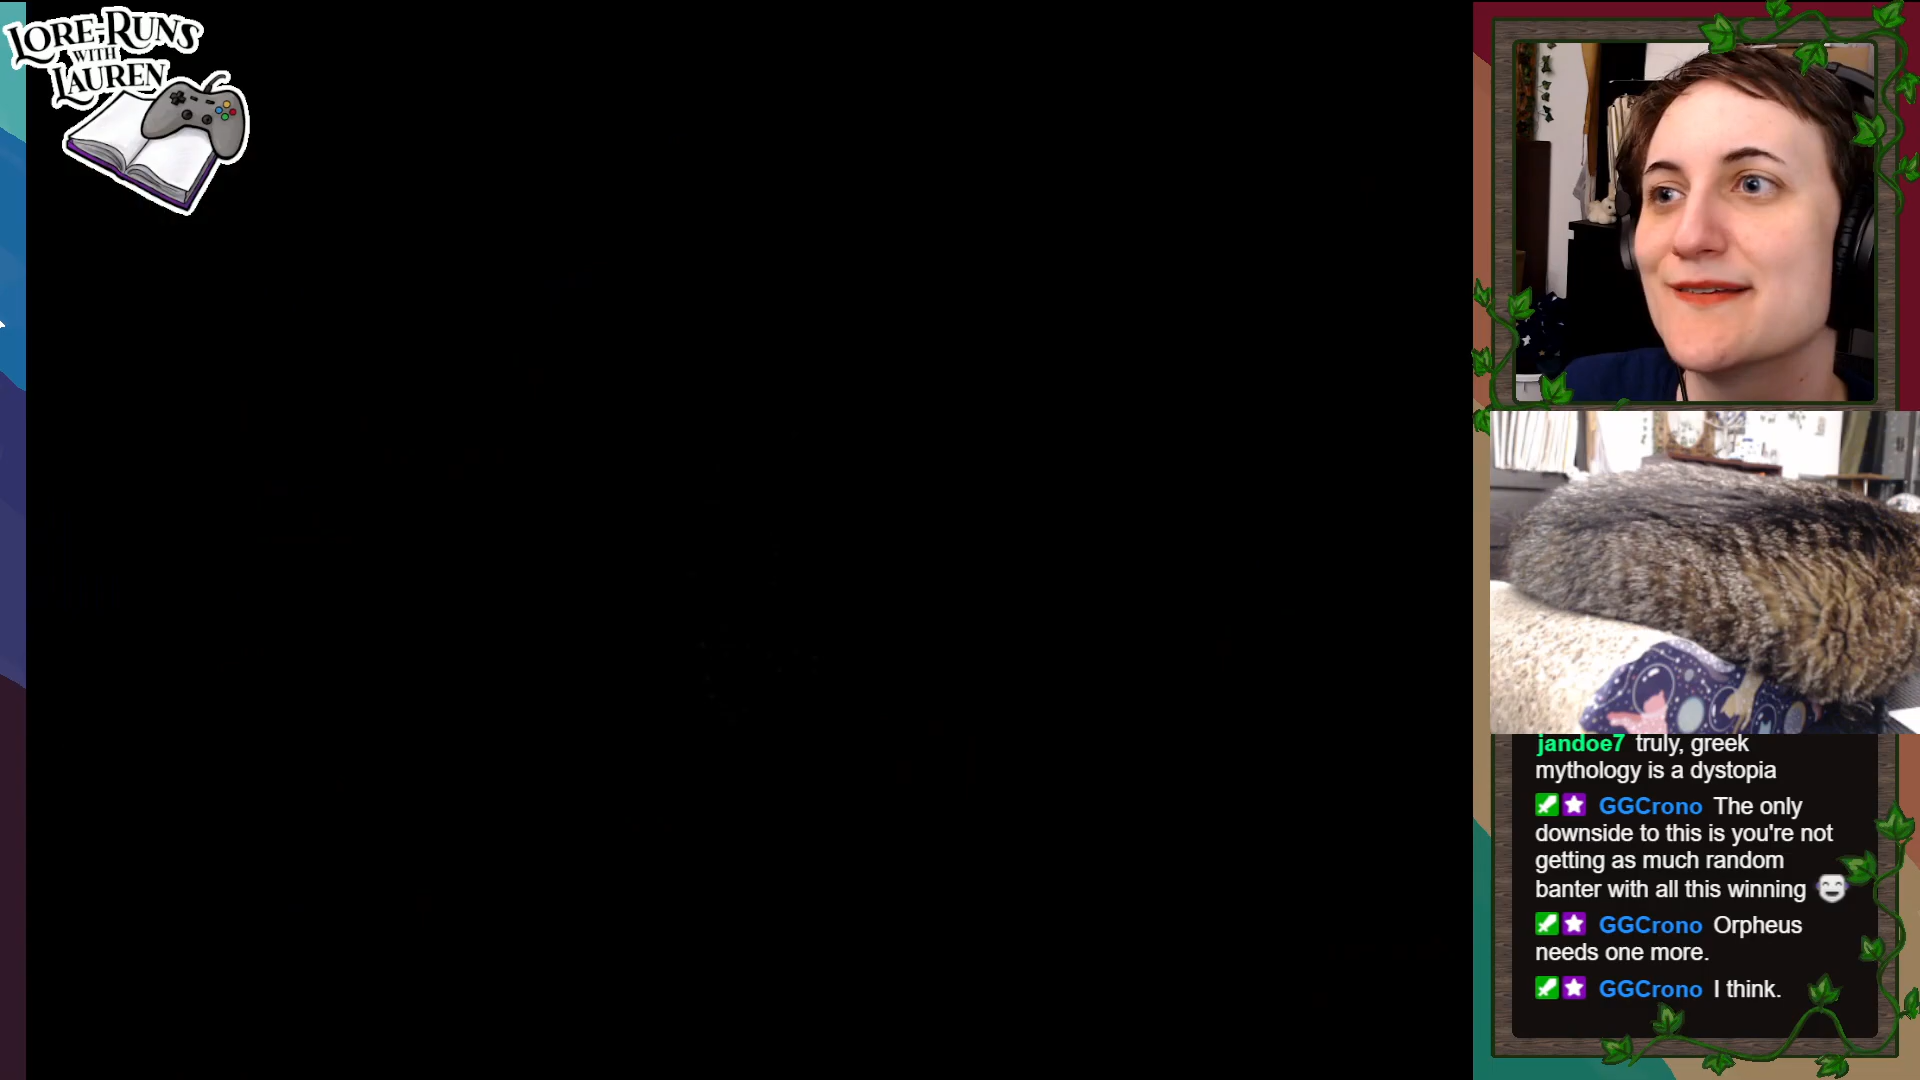 LORE-RUNS
WITH
LAUREN
jandoe7 truly, greek
mythology is a dystopia
GGCrono The only
downside to this is you're not
getting as much random
banter with all this winning
GGCrono Orpheus
needs one more.
GGCrono I think.